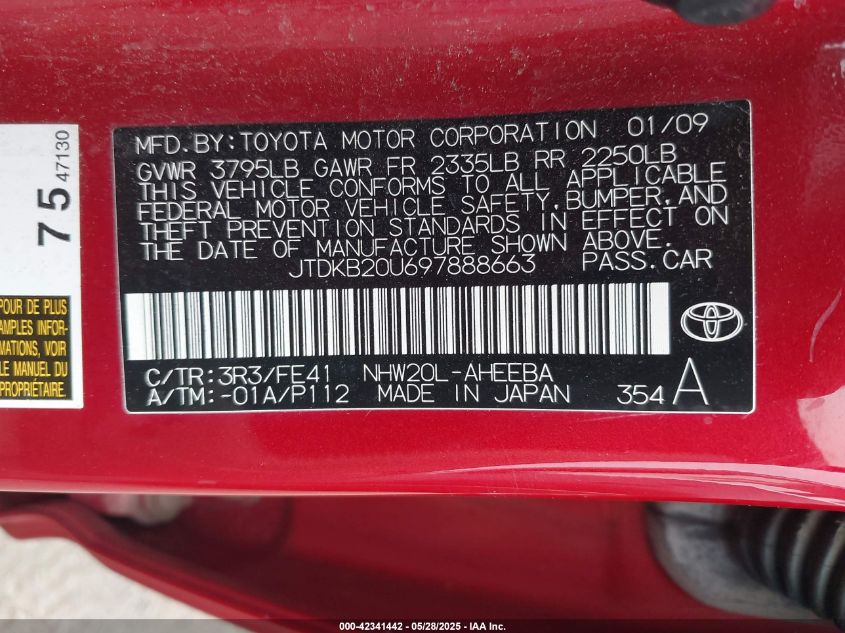 MFD. BY: TOYOTA MOTOR CORPORATION 01/09
GVWR 3795LB GAWR FR 2335LB RR 2250LB
THIS VEHICLE CONFORMS TO ALL APPLICABLE
FEDERAL MOTOR VEHICLE SAFETY, BUMPER, AND
THEFT PREVENTION STANDARDS IN EFFECT ON
THE DATE OF MANUFACTURE SHOWN ABOVE.
JTDKB20U697888663 PASS. CAR
C/TR: 3R3/FE41 NHW20L-AHEEBA
A/TM: -01A/P112 MADE IN JAPAN 354 A
75 47130
POUR DE PLUS
AMPLES INFOR-
MATIONS, VOIR
LE MANUEL DU
000-42341442 - 05/28/2025 - IAA Inc.